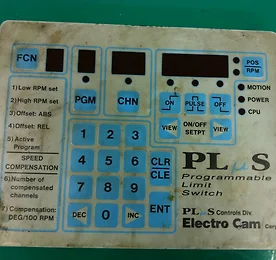 FCN
POS
RPM
MOTION
POWER
CPU
1) Low RPM set
2) High RPM set
3) Offset: ABS
4) Offset: REL
5) Active
Program
SPEED
COMPENSATION
6) Number of
compensated
channels
7) Compensation:
DEG/100 RPM
PGM
CHN
ON
PULSE
OFF
VIEW
ON/OFF
SETPT
VIEW
1 2 3
4 5 6 CLR
CLE
7 8 9
DEC 0 INC ENT
PLμS
Programmable
Limit
Switch
PLμS Controls Div.
Electro Cam Corp